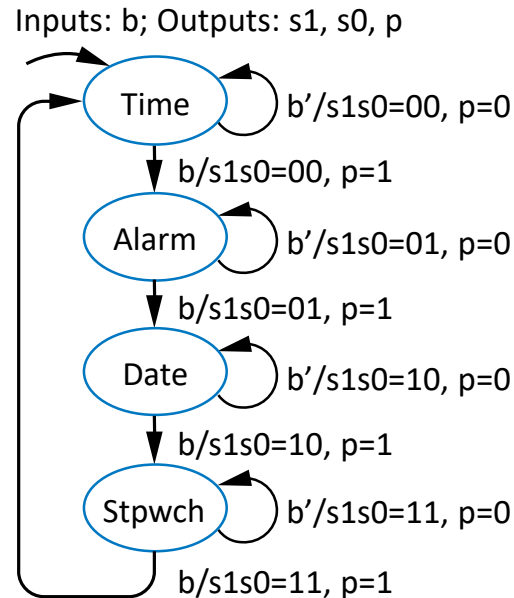 Inputs: b; Outputs: s1, s0, p
Time
b’/s1s0=00, p=0
b/s1s0=00, p=1
Alarm
b’/s1s0=01, p=0
b/s1s0=01, p=1
Date
b’/s1s0=10, p=0
b/s1s0=10, p=1
Stpwch
b’/s1s0=11, p=0
b/s1s0=11, p=1